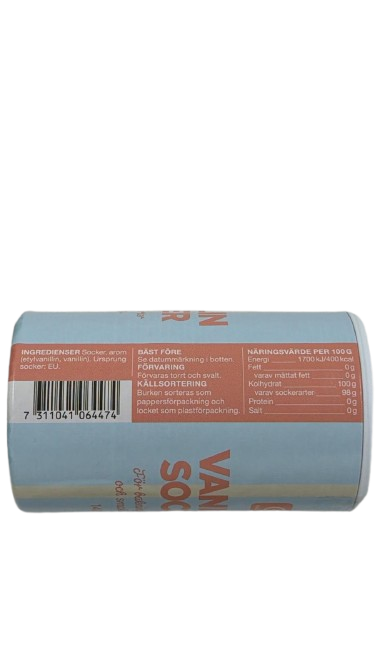 INGREDIENSER Socker, arom
(etylvanillin, vanillin). Ursprung
socker: EU.
7 311041 064474
BÄST FÖRE
Se datummärkning i botten.
FÖRVARING
Förvaras torrt och svalt.
KÄLLSORTERING
Burken sorteras som
pappersförpackning och
locket som plastförpackning.
NÄRINGSVÄRDE PER 100 G
Energi 1700 kJ/400 kcal
Fett 0 g
varav mättat fett 0 g
Kolhydrat 100 g
varav sockerarter 98 g
Protein 0 g
Salt 0 g
VAN
SOC
För
och